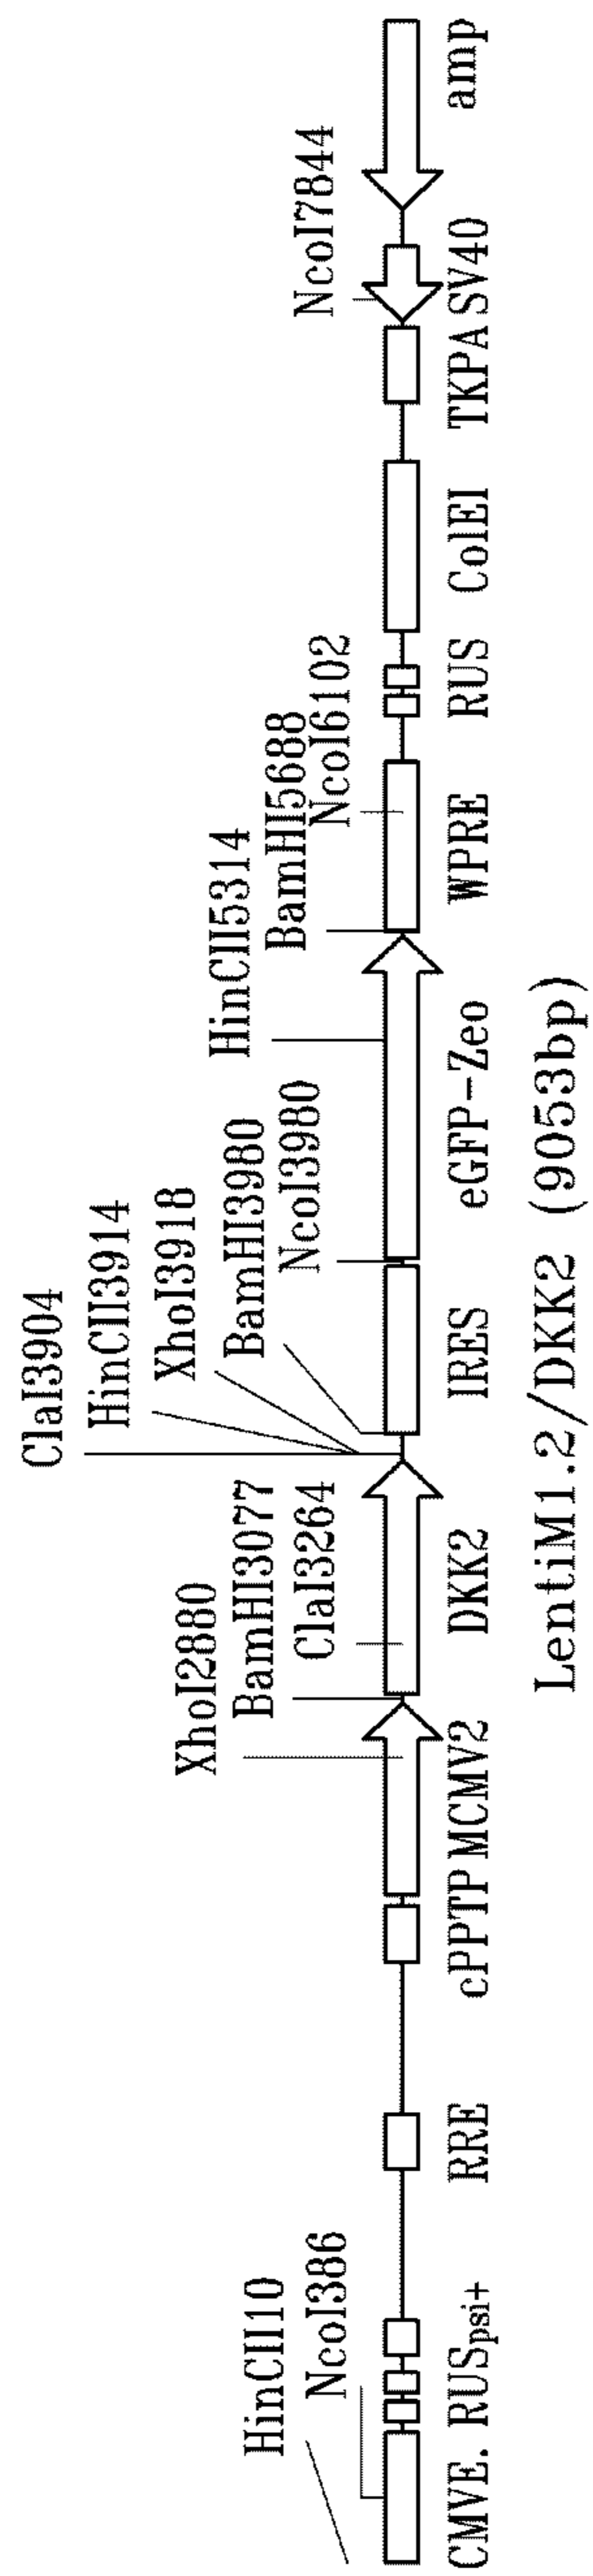 HinCII10
NcoI386
XhoI2880
BamHI3077
ClaI3264
ClaI3904
HinCII3914
XhoI3918
BamHI3980
NcoI3980
HinCII5314
BamHI5688
NcoI6102
NcoI7844
CMVE. RUSpsi+ RRE cPPTP MCMV2 DKK2 IRES eGFP-Zeo WPRE RUS ColEI TKPA SV40 amp
LentiM1.2/DKK2 (9053bp)